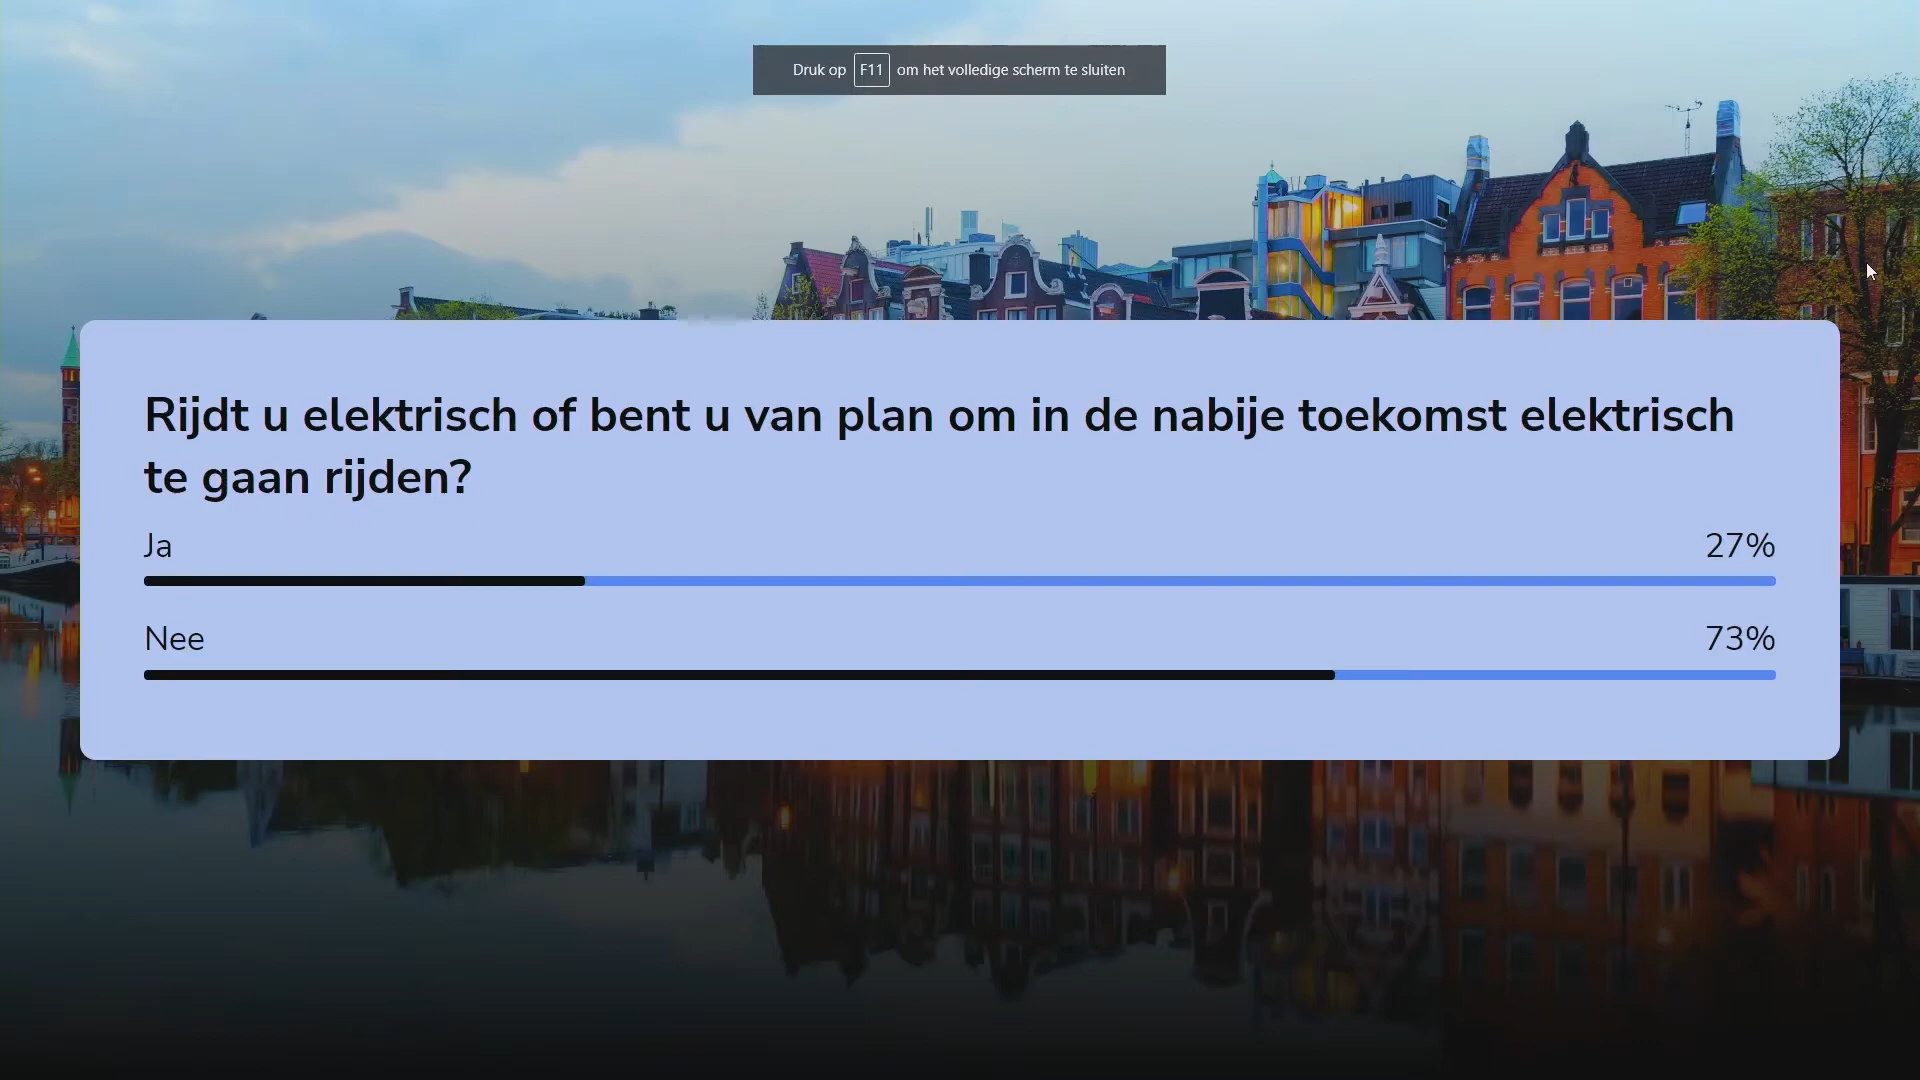 Druk op F11 om het volledige scherm te sluiten
Rijdt u elektrisch of bent u van plan om in de nabije toekomst elektrisch
te gaan rijden?
Ja 27%
Nee 73%